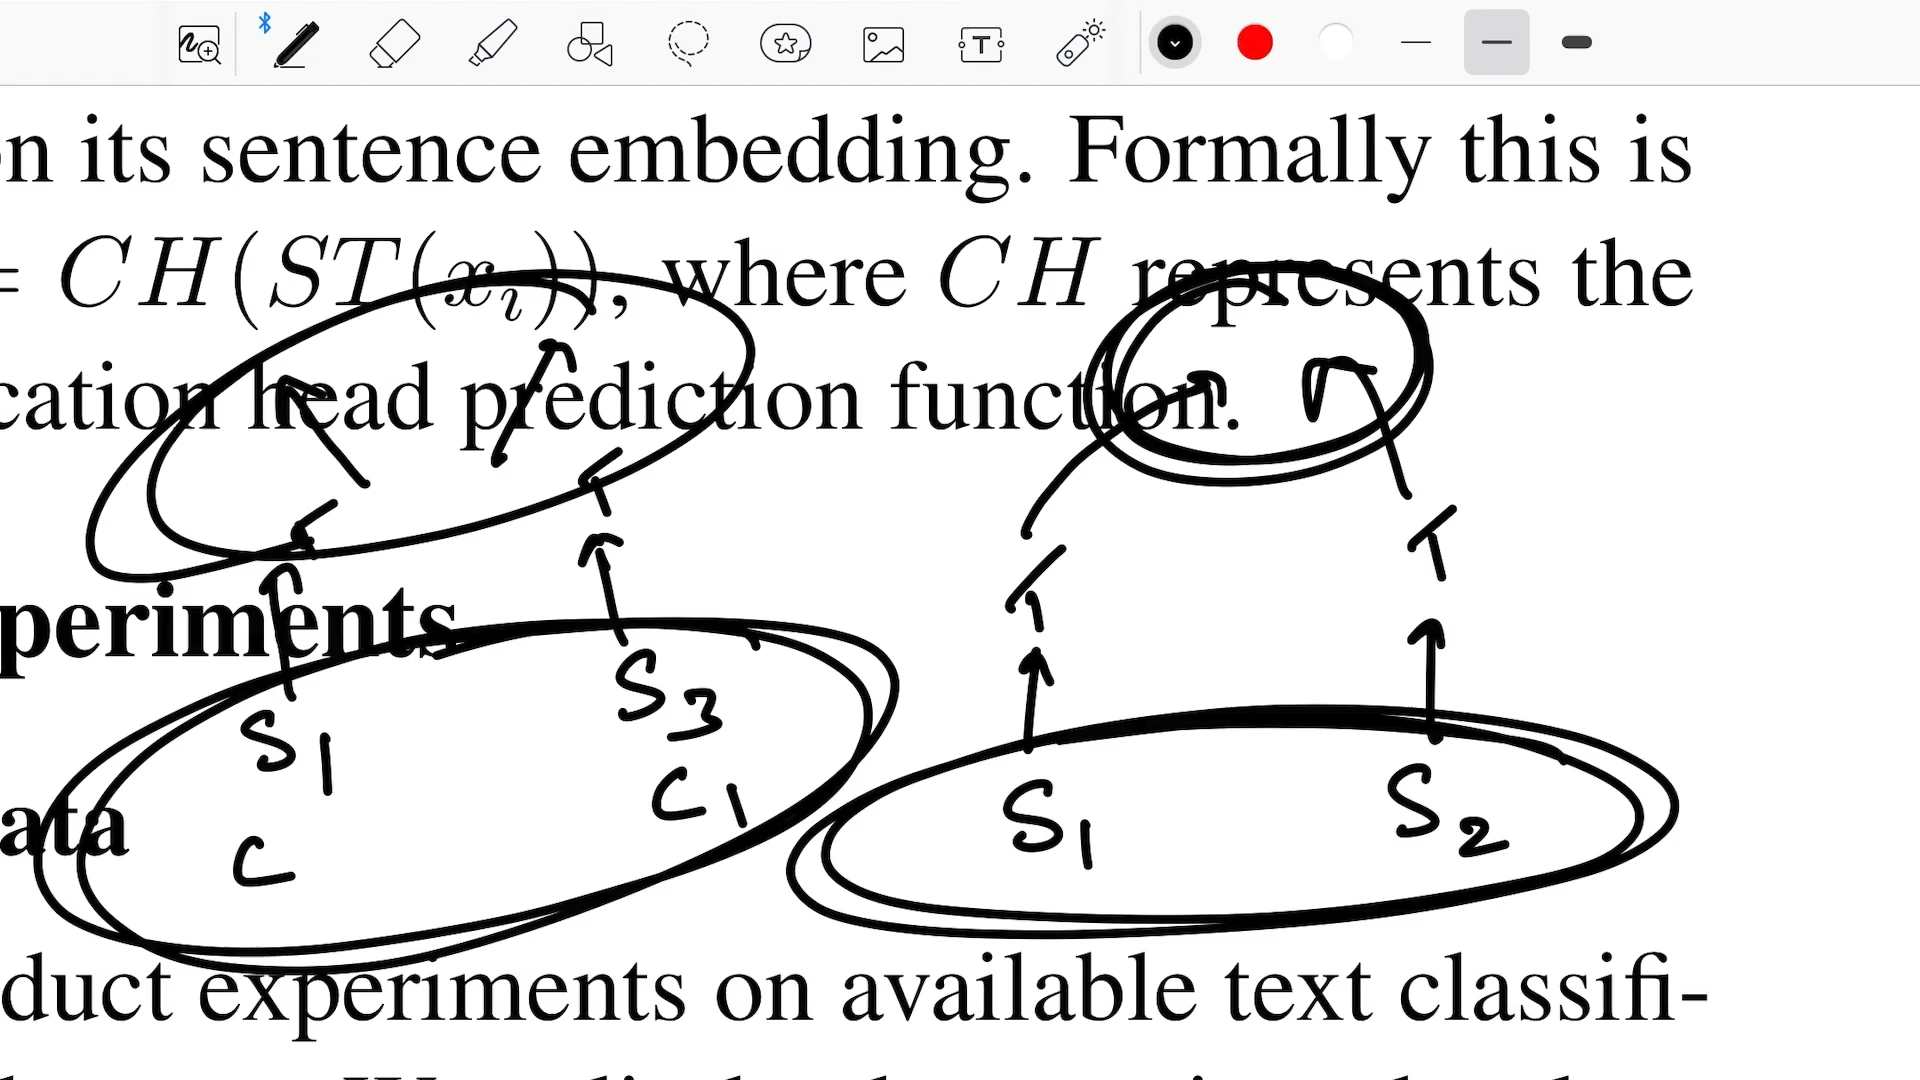 n its sentence embedding. Formally this is
= CH(ST(x_i)), where CH represents the
cation head prediction function.
periments
S3
S1
C1
S1
S2
ata
C
duct experiments on available text classifi-